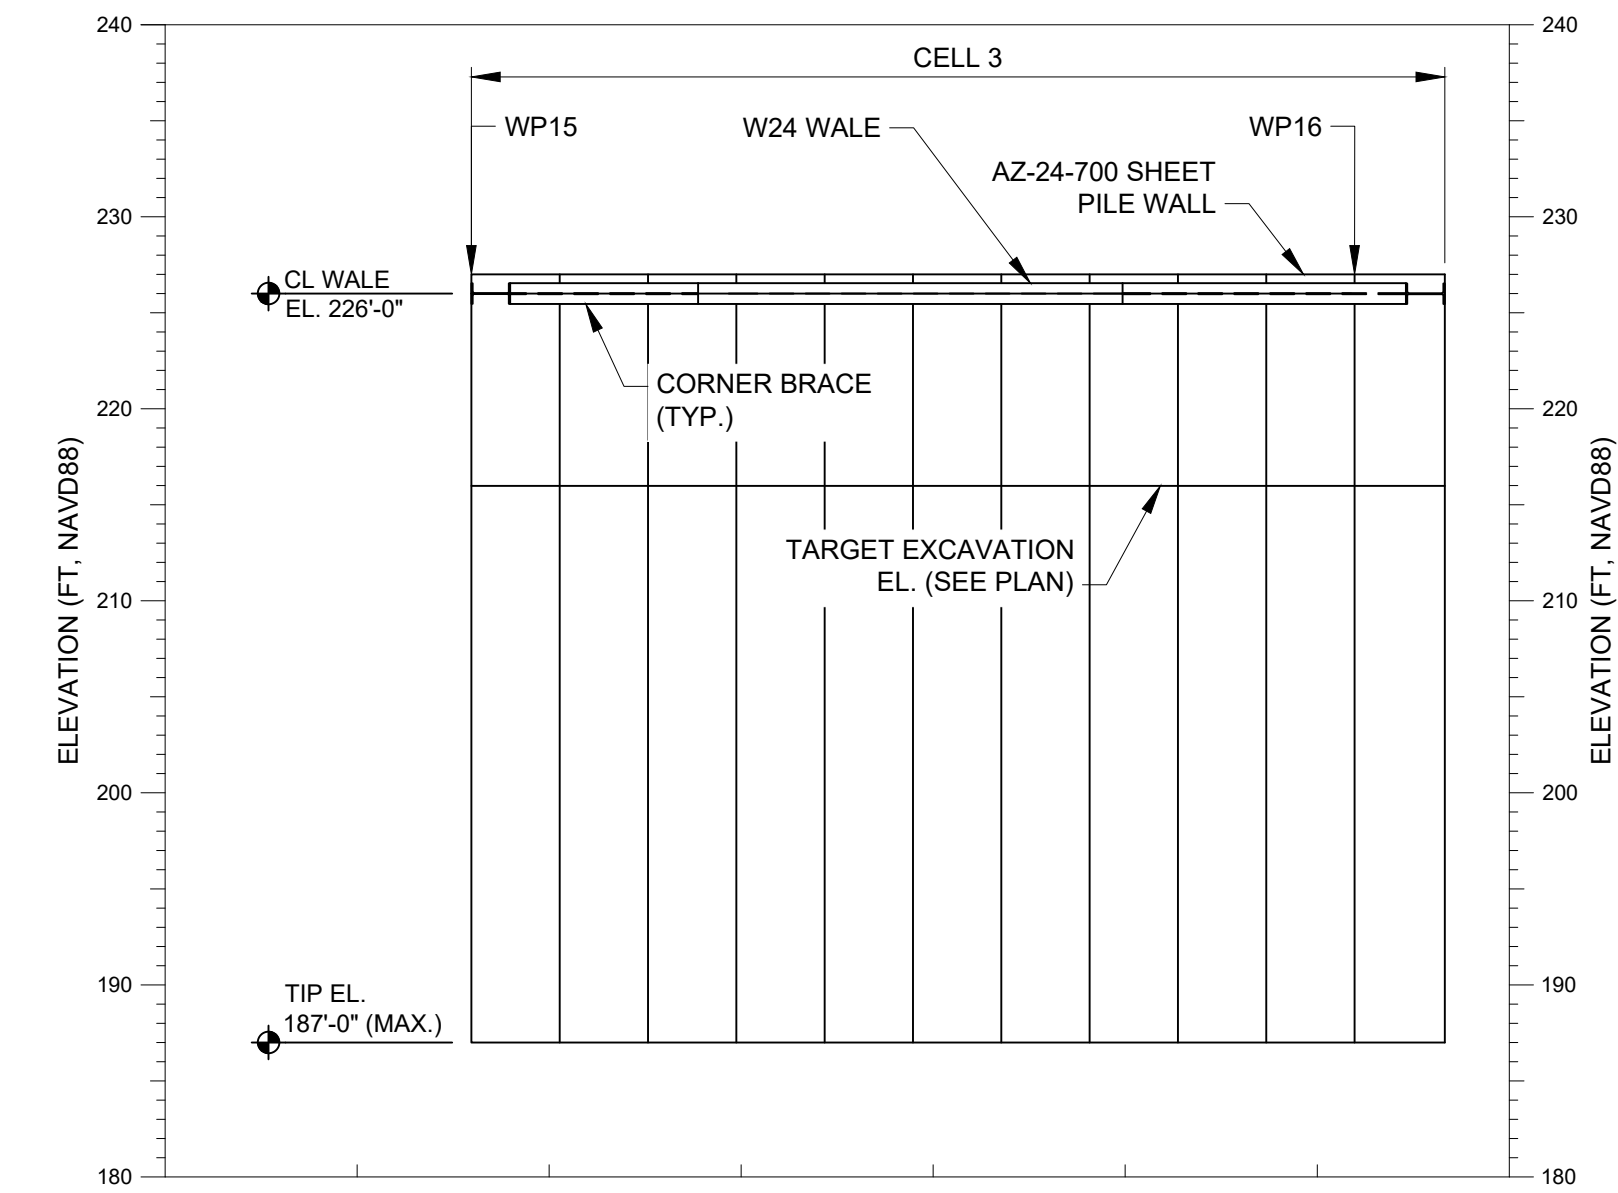 240
240
CELL 3
WP15
W24 WALE
WP16
AZ-24-700 SHEET
PILE WALL
230
230
CL WALE
EL. 226'-0"
CORNER BRACE
(TYP.)
220
220
ELEVATION (FT, NAVD88)
ELEVATION (FT, NAVD88)
TARGET EXCAVATION
EL. (SEE PLAN)
210
210
200
200
190
190
TIP EL.
187'-0" (MAX.)
180
180